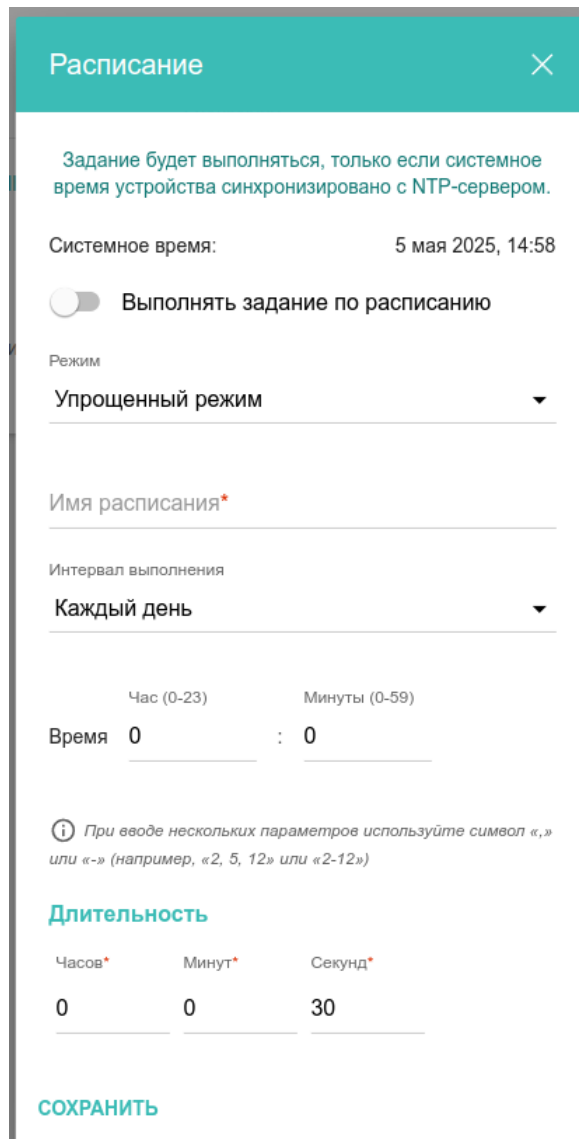 Расписание
Задание будет выполняться, только если системное
время устройства синхронизировано с NTP-сервером.
Системное время: 5 мая 2025, 14:58
Выполнять задание по расписанию
Режим
Упрощенный режим
Имя расписания*
Интервал выполнения
Каждый день
Час (0-23) Минуты (0-59)
Время 0 : 0
При вводе нескольких параметров используйте символ «,»
или «-» (например, «2, 5, 12» или «2-12»)
Длительность
Часов* Минут* Секунд*
0 0 30
СОХРАНИТЬ